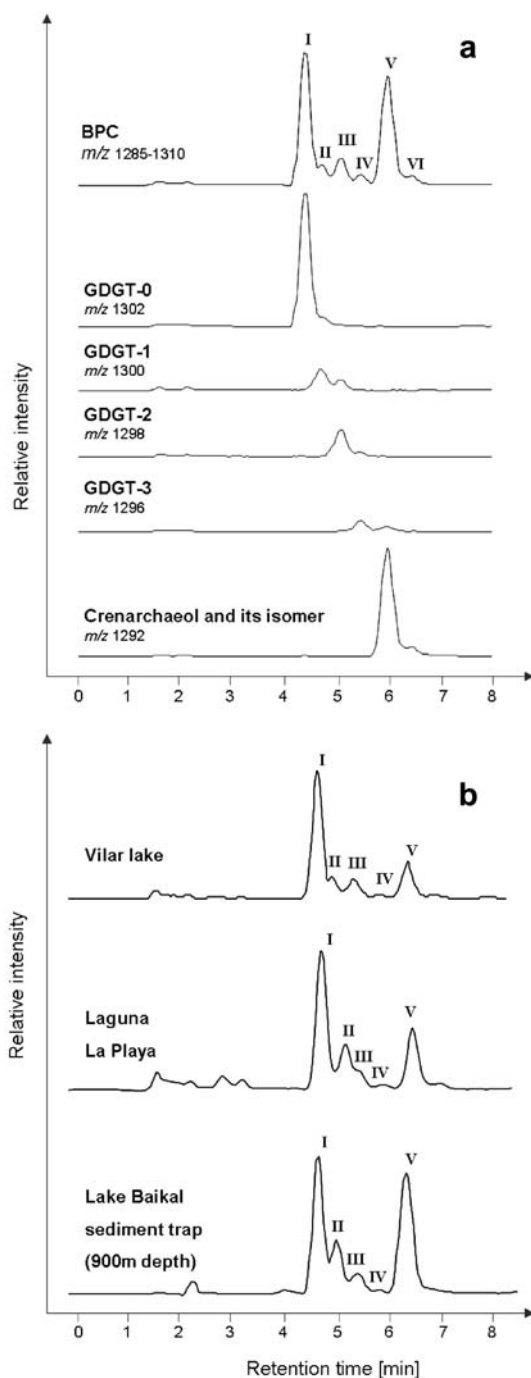 a
I
V
BPC
III
m/z 1285-1310
II
IV
VI
GDGT-0
m/z 1302
GDGT-1
m/z 1300
GDGT-2
m/z 1298
GDGT-3
m/z 1296
Crenarchaeol and its isomer
m/z 1292
Relative intensity
0 1 2 3 4 5 6 7 8
b
I
Vilar lake
II III
IV
V
I
Laguna
La Playa
II
III
IV
V
I
Lake Baikal
sediment trap
(900m depth)
II
III
IV
V
Relative intensity
0 1 2 3 4 5 6 7 8
Retention time [min]